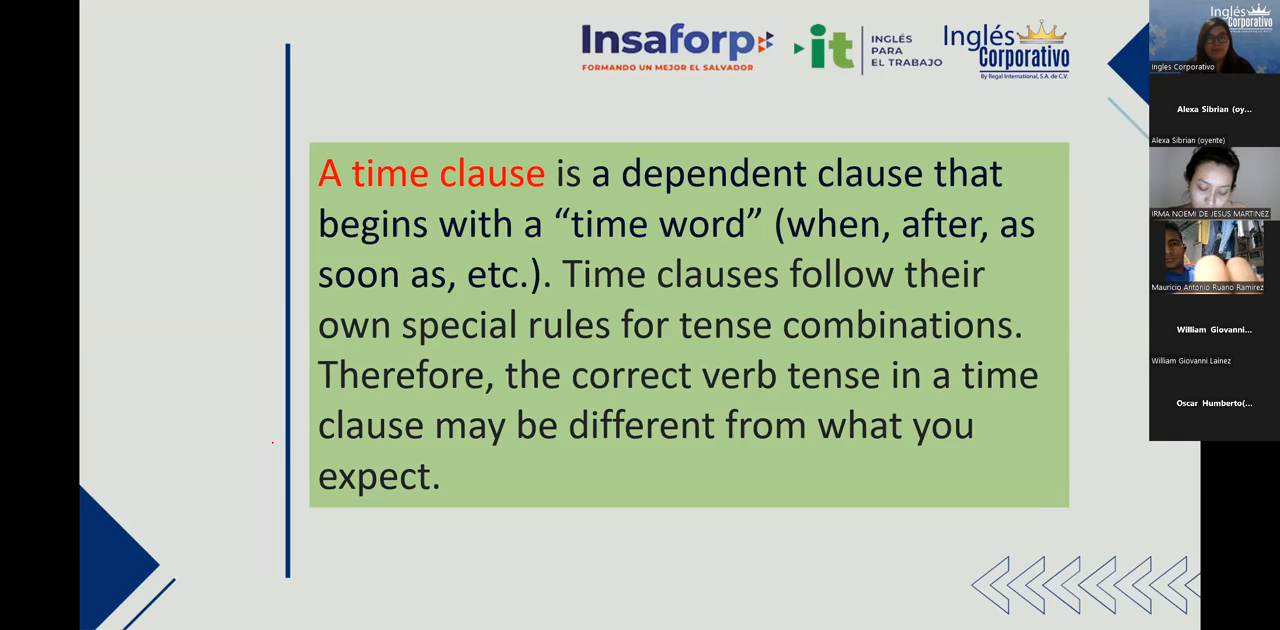 Insaforp
FORMANDO UN MEJOR EL SALVADOR
it
INGLÉS
PARA
EL TRABAJO
Inglés
Corporativo
By Regal International, S.A. de C.V.
A time clause is a dependent clause that
begins with a “time word” (when, after, as
soon as, etc.). Time clauses follow their
own special rules for tense combinations.
Therefore, the correct verb tense in a time
clause may be different from what you
expect.
Inglés
Corporativo
Ingles Corporativo
Alexa Sibrian (oy...
Alexa Sibrian (oyente)
IRMA NOEMI DE JESUS MARTINEZ
Mauricio Antonio Ruano Ramírez
William Giovanni...
William Giovanni Lainez
Oscar Humberto(...